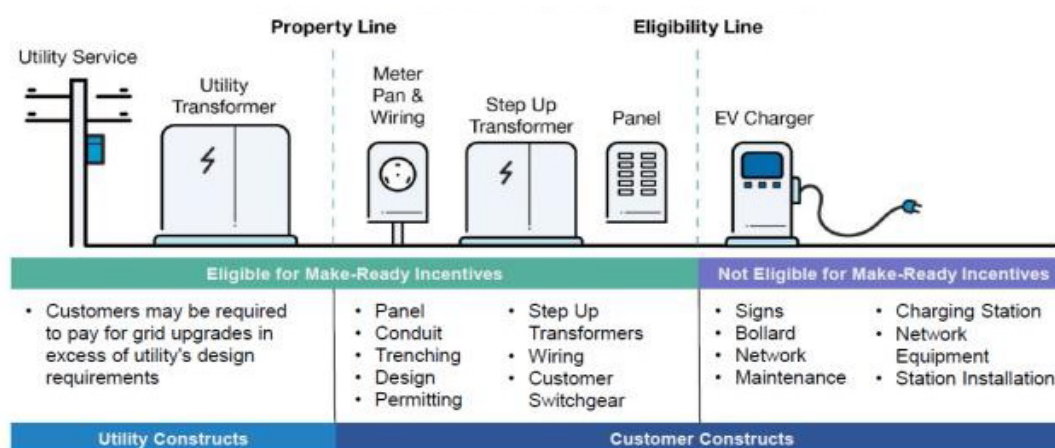 Property Line
Eligibility Line
Utility Service
Utility
Transformer
Meter
Pan &
Wiring
Step Up
Transformer
Panel
EV Charger
Eligible for Make-Ready Incentives
Not Eligible for Make-Ready Incentives
• Customers may be required
to pay for grid upgrades in
excess of utility's design
requirements
• Panel
• Conduit
• Trenching
• Design
• Permitting
• Step Up
Transformers
• Wiring
• Customer
Switchgear
• Signs
• Bollard
• Network
• Maintenance
• Charging Station
• Network
Equipment
• Station Installation
Utility Constructs
Customer Constructs